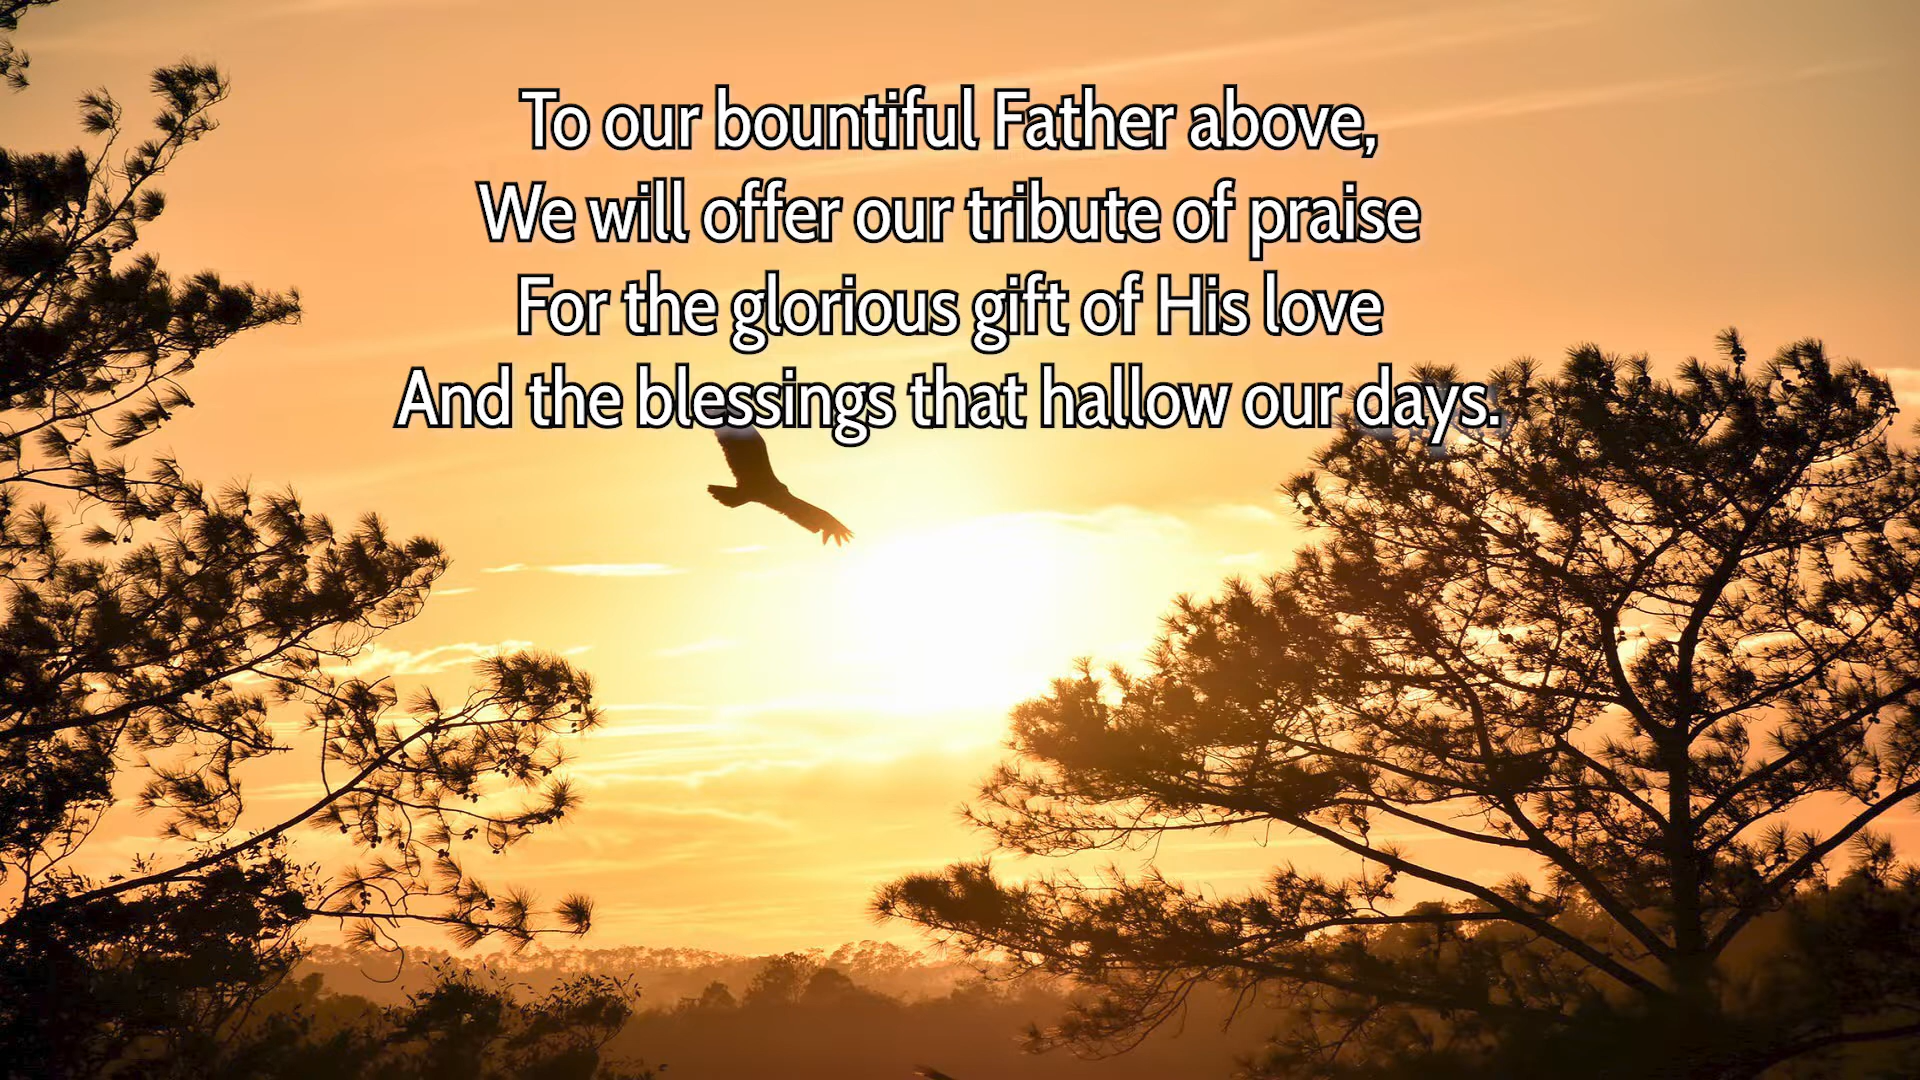 To our bountiful Father above,
We will offer our tribute of praise
For the glorious gift of His love
And the blessings that hallow our days.